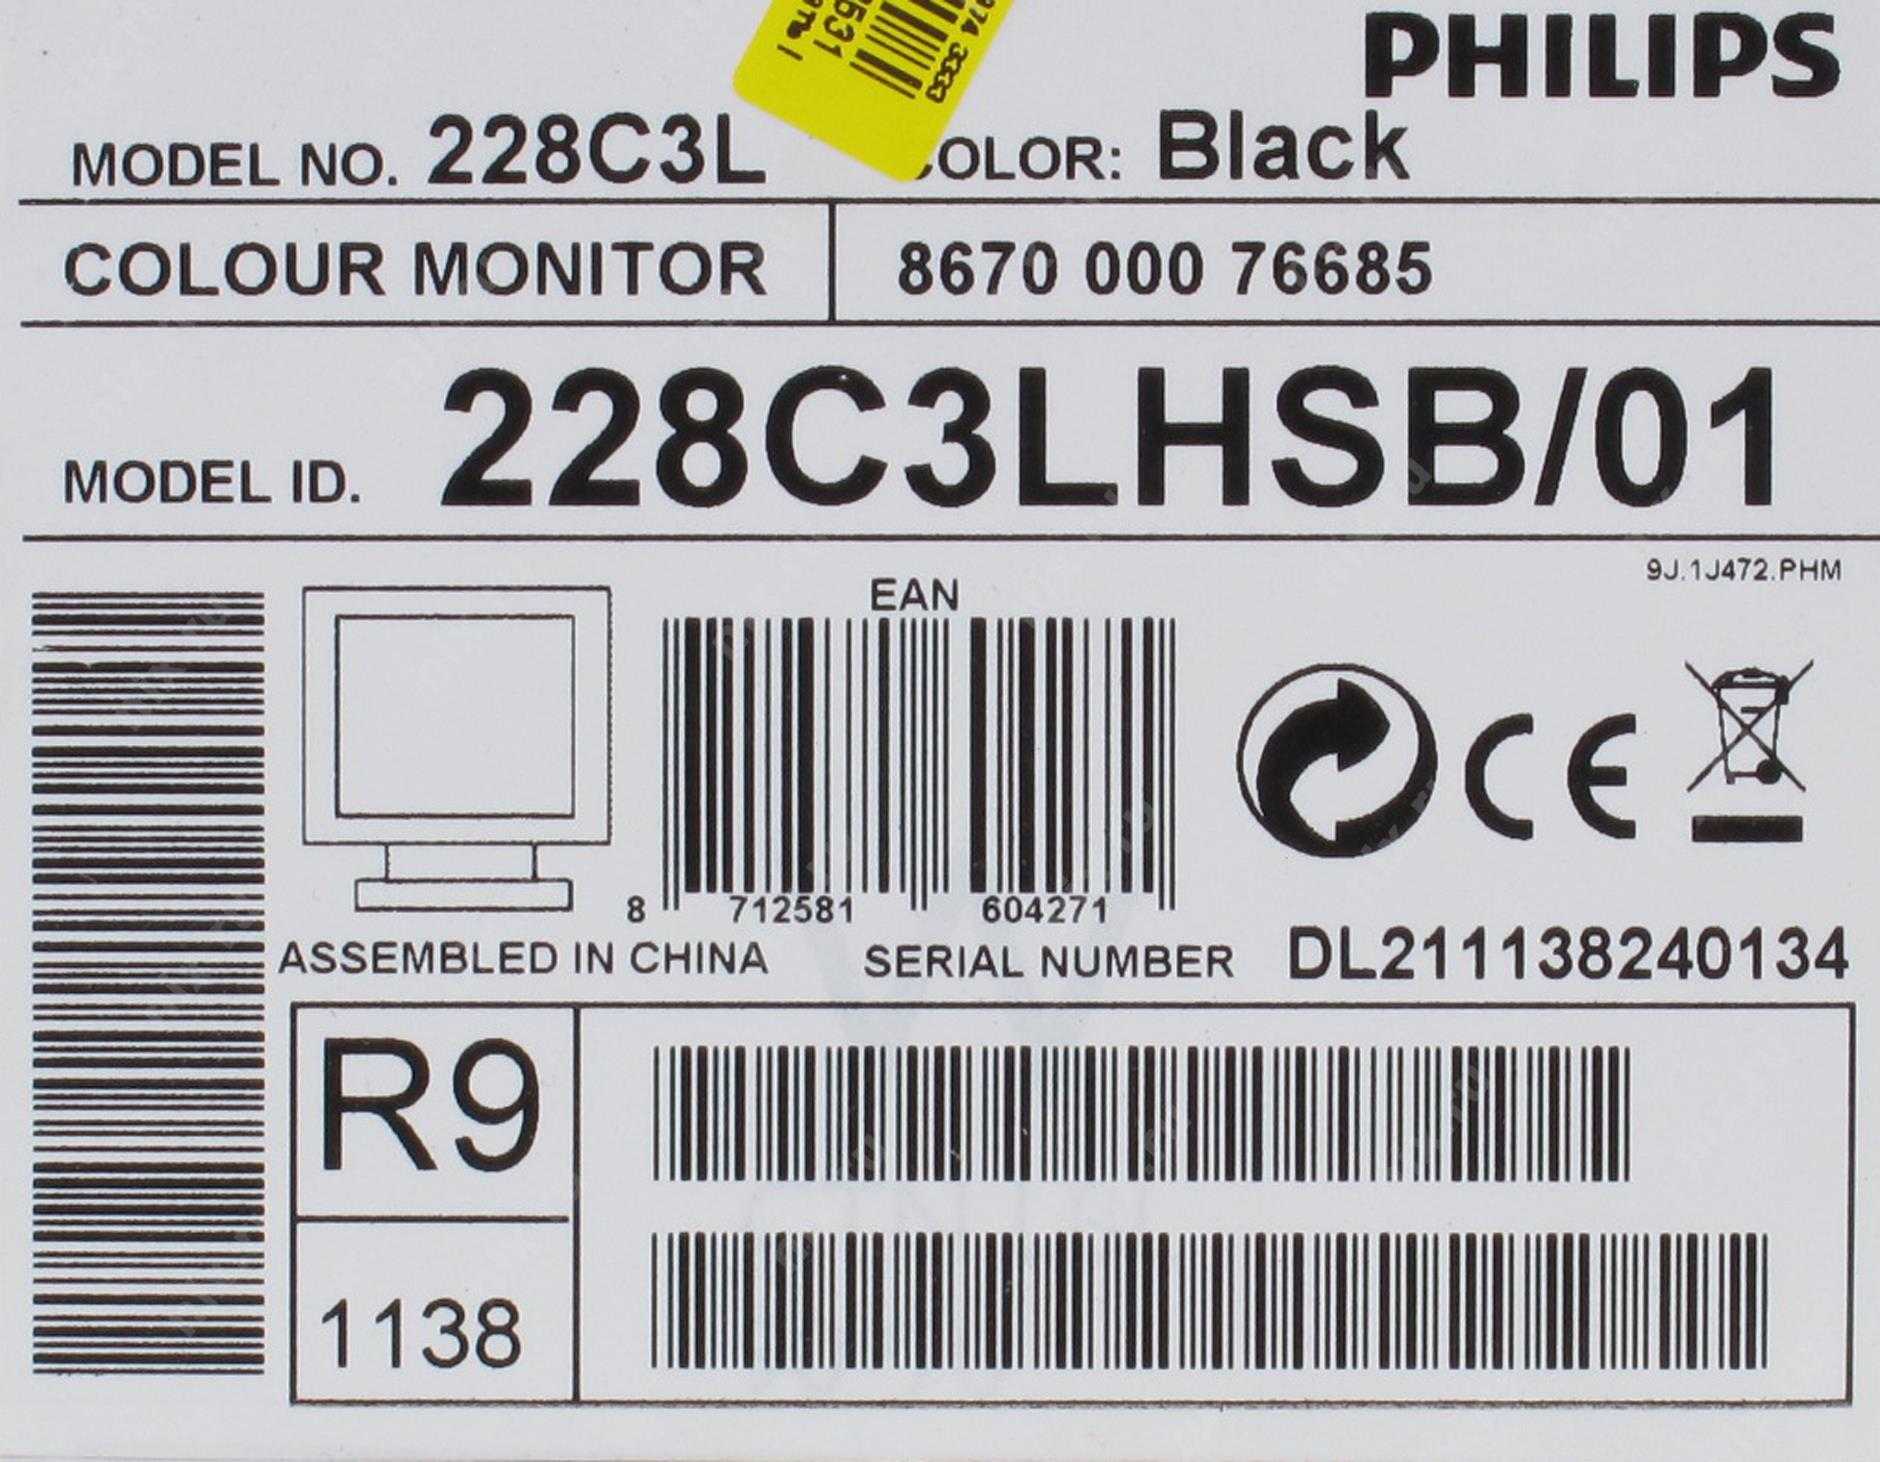 PHILIPS
MODEL NO. 228C3L
COLOR: Black
COLOUR MONITOR
8670 000 76685
MODEL ID. 228C3LHSB/01
9J.1J472.PHM
EAN
8 712581 604271
ASSEMBLED IN CHINA
SERIAL NUMBER DL211138240134
R9
1138